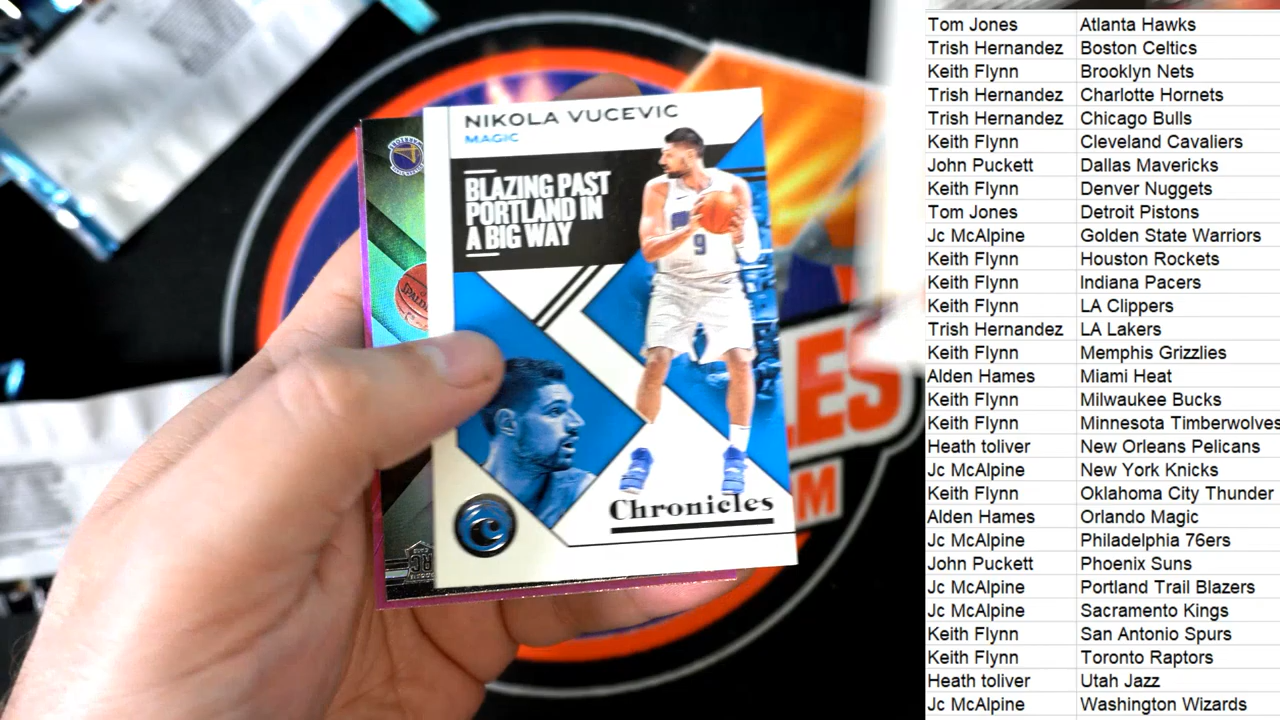 NIKOLA VUCEVIC
MAGIC
BLAZING PAST
PORTLAND IN
A BIG WAY
9
Chronicles
SPALDING
RC
LES
M
Tom Jones Atlanta Hawks
Trish Hernandez Boston Celtics
Keith Flynn Brooklyn Nets
Trish Hernandez Charlotte Hornets
Trish Hernandez Chicago Bulls
Keith Flynn Cleveland Cavaliers
John Puckett Dallas Mavericks
Keith Flynn Denver Nuggets
Tom Jones Detroit Pistons
Jc McAlpine Golden State Warriors
Keith Flynn Houston Rockets
Keith Flynn Indiana Pacers
Keith Flynn LA Clippers
Trish Hernandez LA Lakers
Keith Flynn Memphis Grizzlies
Alden Hames Miami Heat
Keith Flynn Milwaukee Bucks
Keith Flynn Minnesota Timberwolves
Heath toliver New Orleans Pelicans
Jc McAlpine New York Knicks
Keith Flynn Oklahoma City Thunder
Alden Hames Orlando Magic
Jc McAlpine Philadelphia 76ers
John Puckett Phoenix Suns
Jc McAlpine Portland Trail Blazers
Jc McAlpine Sacramento Kings
Keith Flynn San Antonio Spurs
Keith Flynn Toronto Raptors
Heath toliver Utah Jazz
Jc McAlpine Washington Wizards